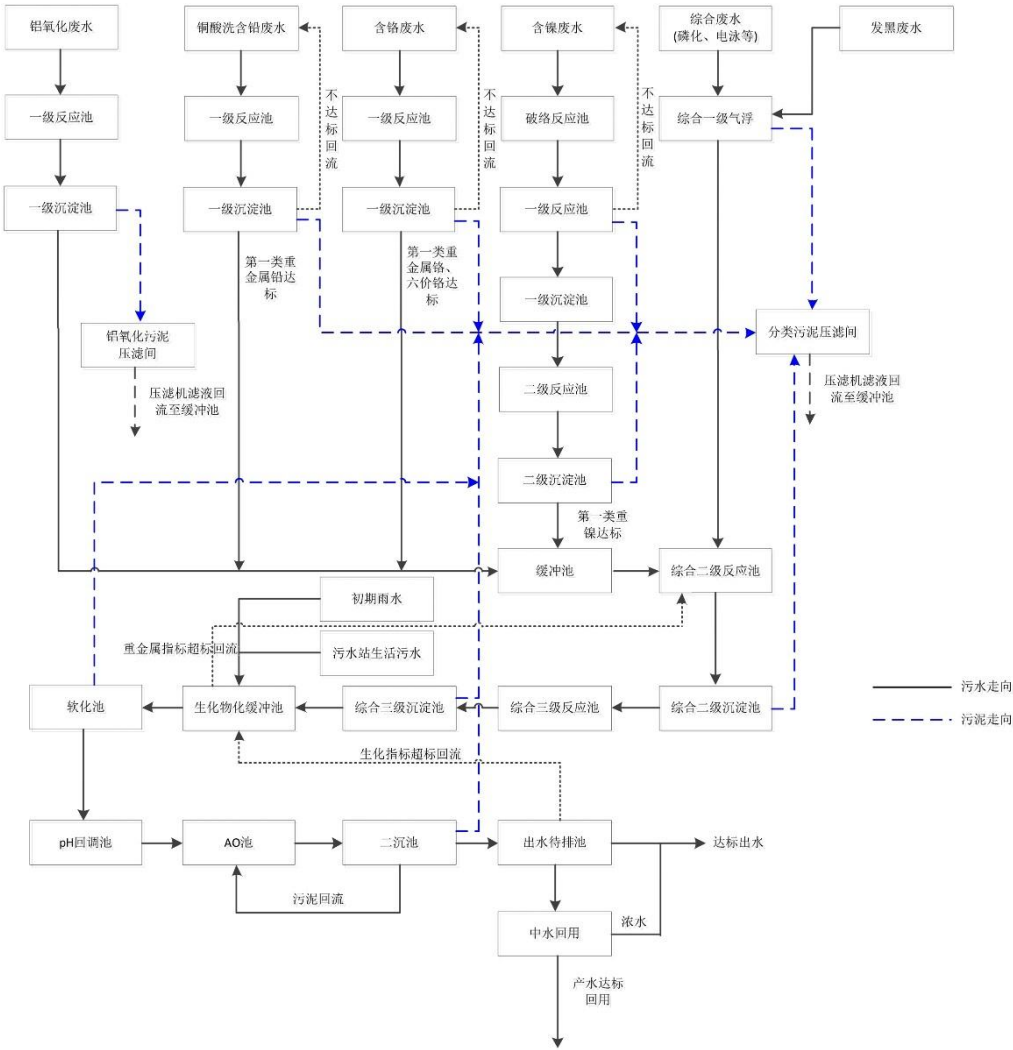 铝氧化废水
铜酸洗含铅废水
含铬废水
含镍废水
综合废水
(磷化、电泳等)
发黑废水
不达标回流
不达标回流
不达标回流
一级反应池
一级反应池
一级反应池
破络反应池
综合一级气浮
一级沉淀池
一级沉淀池
一级沉淀池
一级反应池
第一类重
金属铅达
标
第一类重
金属铬、
六价铬达
标
一级沉淀池
铝氧化污泥
压滤间
分类污泥压滤间
压滤机滤液回
流至缓冲池
压滤机滤液回
流至缓冲池
二级反应池
二级沉淀池
第一类重
镍达标
缓冲池
综合二级反应池
初期雨水
重金属指标超标回流
污水站生活污水
软化池
生化物化缓冲池
综合三级沉淀池
综合三级反应池
综合二级沉淀池
污水走向
污泥走向
生化指标超标回流
pH回调池
AO池
二沉池
出水待排池
达标出水
污泥回流
中水回用
浓水
产水达标
回用